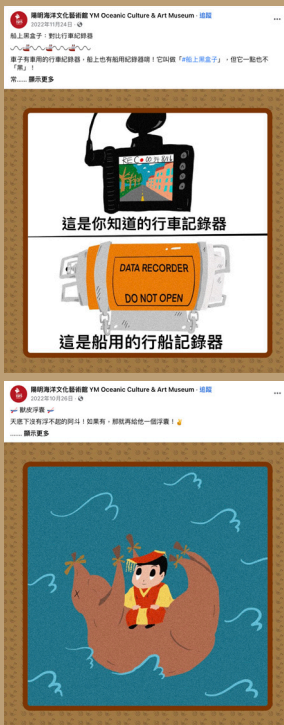 陽明海洋文化藝術館 YM Oceanic Culture & Art Museum · 追蹤
2022年11月24日 ·
船上黑盒子：對比行車紀錄器
車子有車用的行車紀錄器，船上也有船用紀錄器唷！它叫做「#船上黑盒子」，但它一點也不「黑」！
常...... 顯示更多
REC
這是你知道的行車記錄器
DATA RECORDER
DO NOT OPEN
這是船用的行船記錄器
陽明海洋文化藝術館 YM Oceanic Culture & Art Museum · 追蹤
2022年10月26日 ·
獸皮浮囊
天底下沒有浮不起的阿斗！如果有，那就再給他一個浮囊！
....... 顯示更多